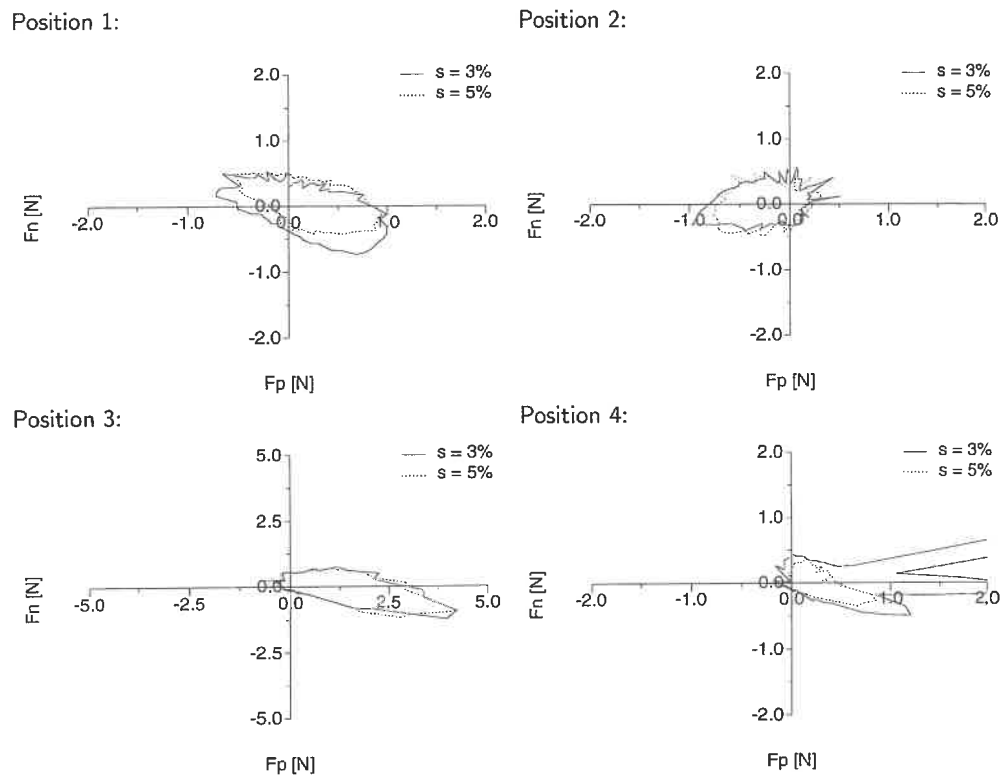 Position 1:
s = 3%
s = 5%
2.0
1.0
0.0
-1.0
-2.0
-2.0
-1.0
0.0
1.0
2.0
Fn [N]
Fp [N]
Position 2:
s = 3%
s = 5%
2.0
1.0
0.0
-1.0
-2.0
-2.0
-1.0
0.0
1.0
2.0
Fn [N]
Fp [N]
Position 3:
s = 3%
s = 5%
5.0
2.5
0.0
-2.5
-5.0
-5.0
-2.5
0.0
2.5
5.0
Fn [N]
Fp [N]
Position 4:
s = 3%
s = 5%
2.0
1.0
0.0
-1.0
-2.0
-2.0
-1.0
0.0
1.0
2.0
Fn [N]
Fp [N]